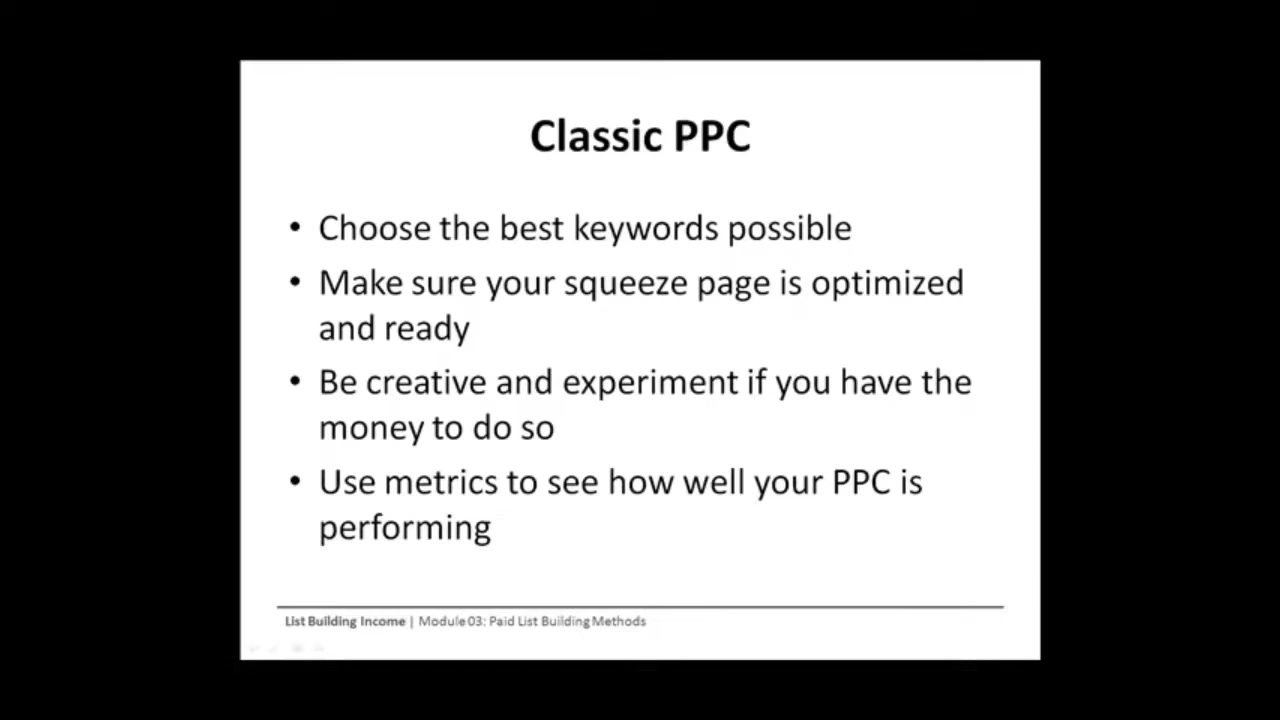 Classic PPC
• Choose the best keywords possible
• Make sure your squeeze page is optimized
and ready
• Be creative and experiment if you have the
money to do so
• Use metrics to see how well your PPC is
performing
List Building Income | Module 03: Paid List Building Methods